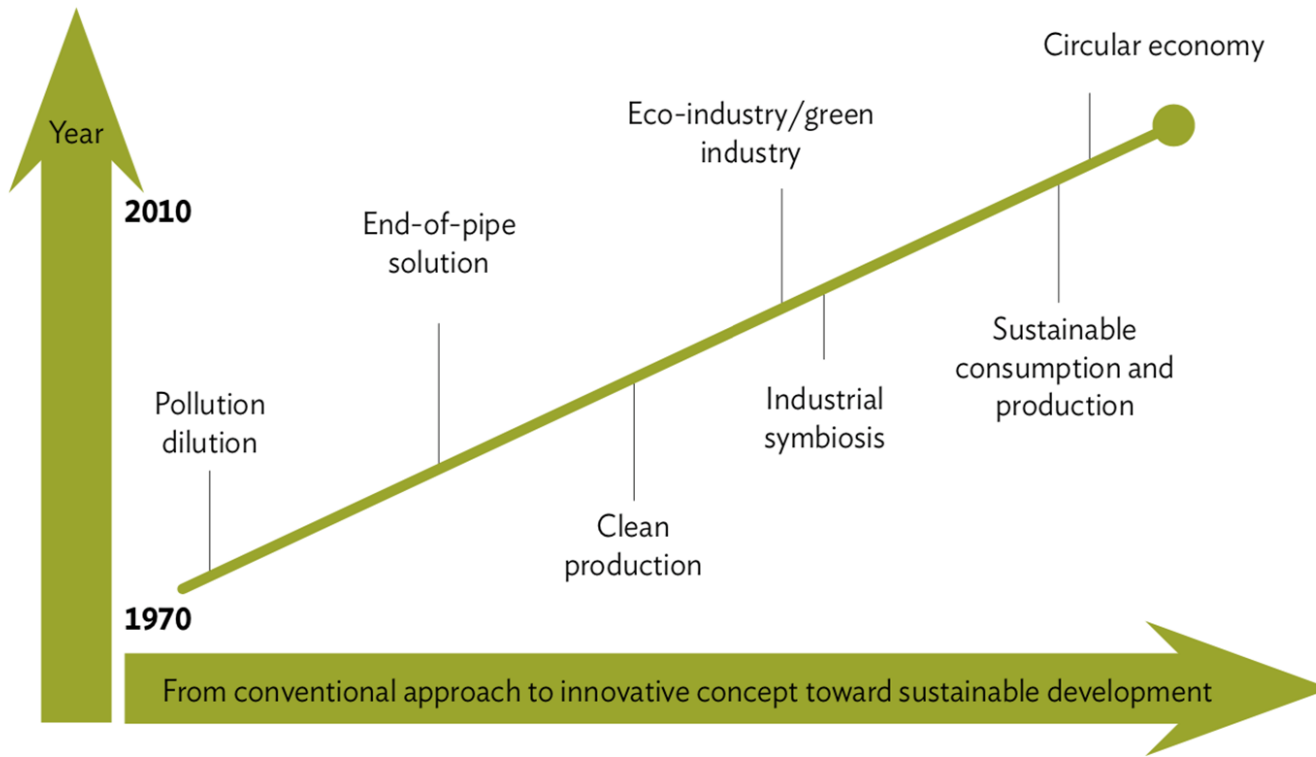 Circular economy
Year
Eco-industry/green
industry
2010
End-of-pipe
solution
Sustainable
consumption and
production
Pollution
dilution
Industrial
symbiosis
Clean
production
1970
From conventional approach to innovative concept toward sustainable development